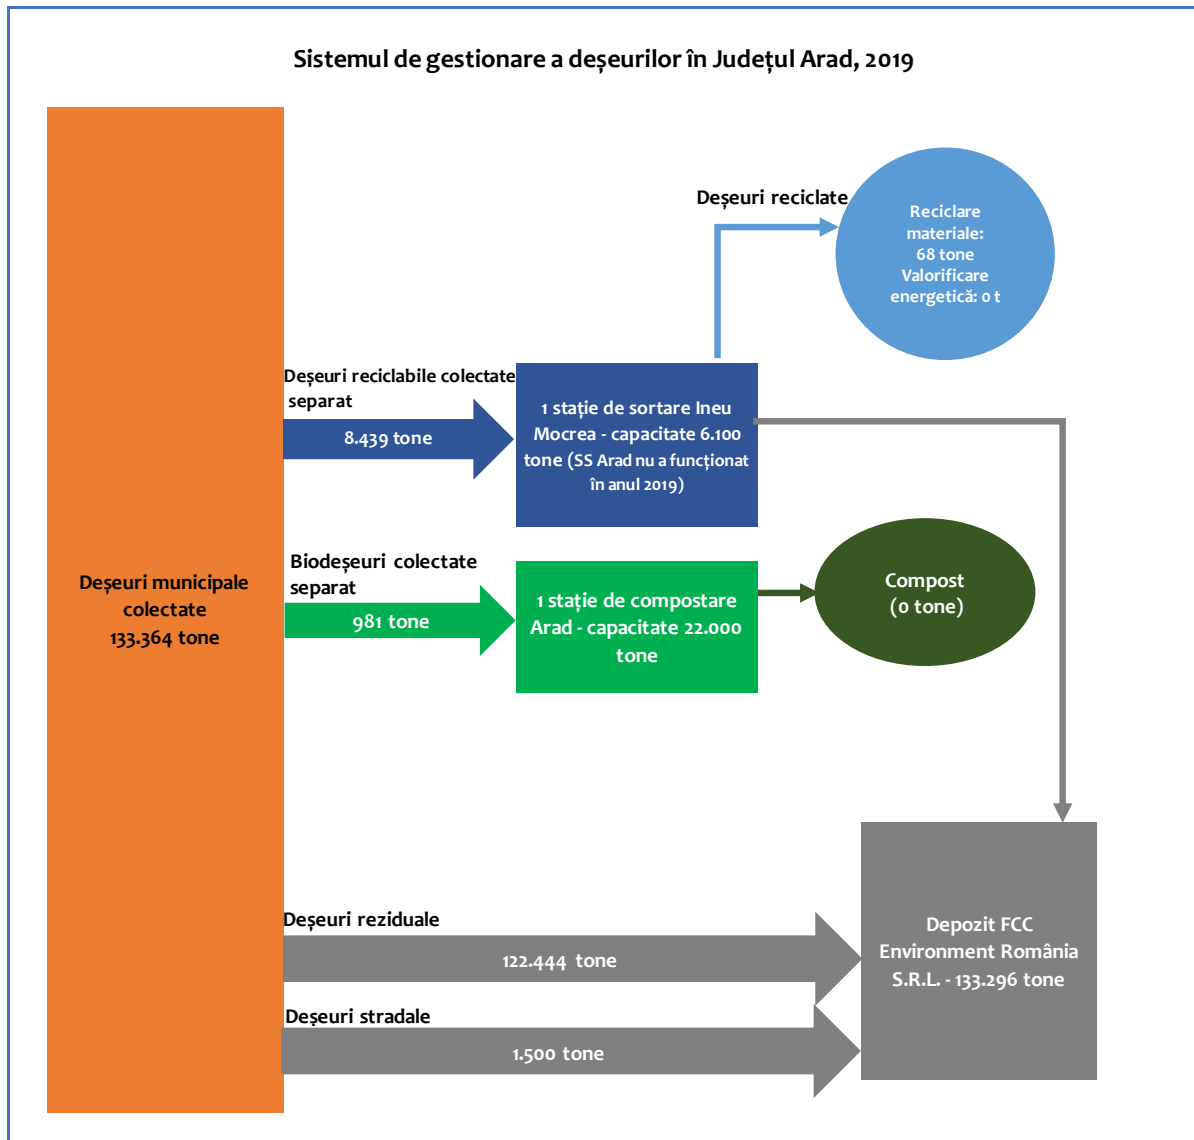 Sistemul de gestionare a deșeurilor în Județul Arad, 2019
Deșeuri reciclate
Reciclare
materiale:
68 tone
Valorificare
energetică: 0 t
Deșeuri reciclabile colectate
separat
8.439 tone
1 stație de sortare Ineu
Mocrea - capacitate 6.100
tone (SS Arad nu a funcționat
în anul 2019)
Deșeuri municipale
colectate
133.364 tone
Biodeșeuri colectate
separat
981 tone
1 stație de compostare
Arad - capacitate 22.000
tone
Compost
(0 tone)
Deșeuri reziduale
122.444 tone
Deșeuri stradale
1.500 tone
Depozit FCC
Environment România
S.R.L. - 133.296 tone